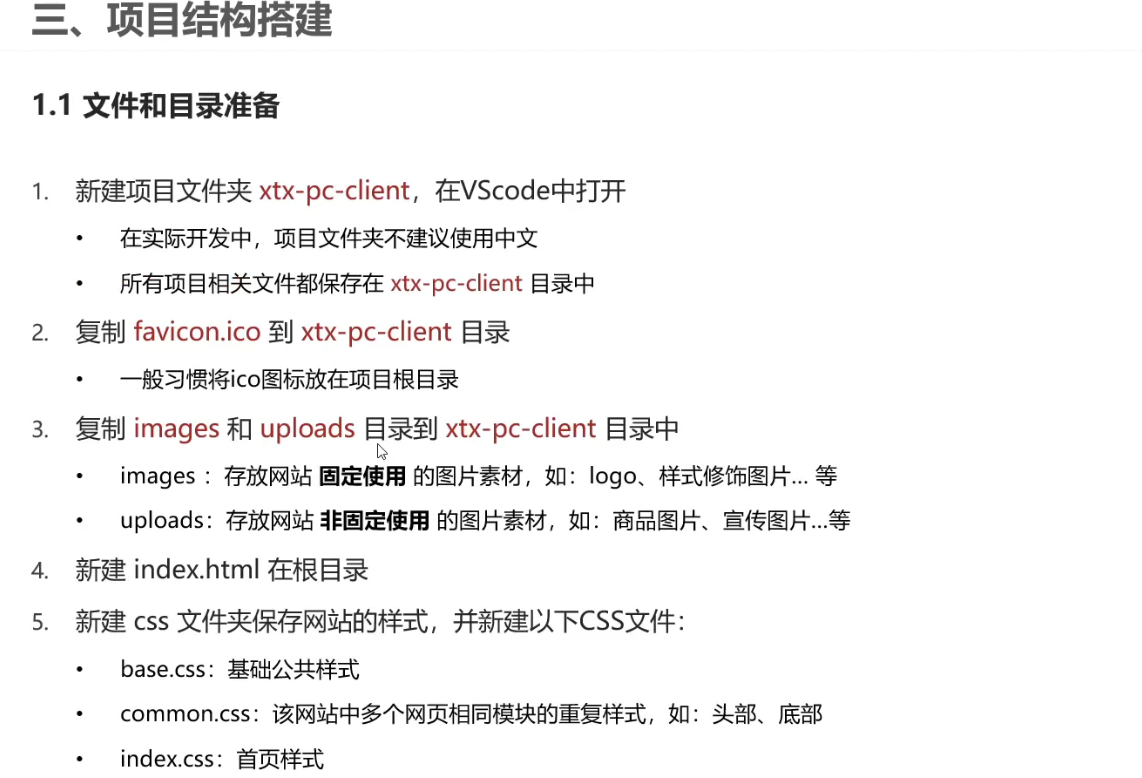 三、项目结构搭建
1.1 文件和目录准备
1. 新建项目文件夹 xtx-pc-client，在VScode中打开
• 在实际开发中，项目文件夹不建议使用中文
• 所有项目相关文件都保存在 xtx-pc-client 目录中
2. 复制 favicon.ico 到 xtx-pc-client 目录
• 一般习惯将ico图标放在项目根目录
3. 复制 images 和 uploads 目录到 xtx-pc-client 目录中
• images ：存放网站 固定使用 的图片素材，如：logo、样式修饰图片... 等
• uploads：存放网站 非固定使用 的图片素材，如：商品图片、宣传图片...等
4. 新建 index.html 在根目录
5. 新建 css 文件夹保存网站的样式，并新建以下CSS文件：
• base.css：基础公共样式
• common.css：该网站中多个网页相同模块的重复样式，如：头部、底部
• index.css：首页样式